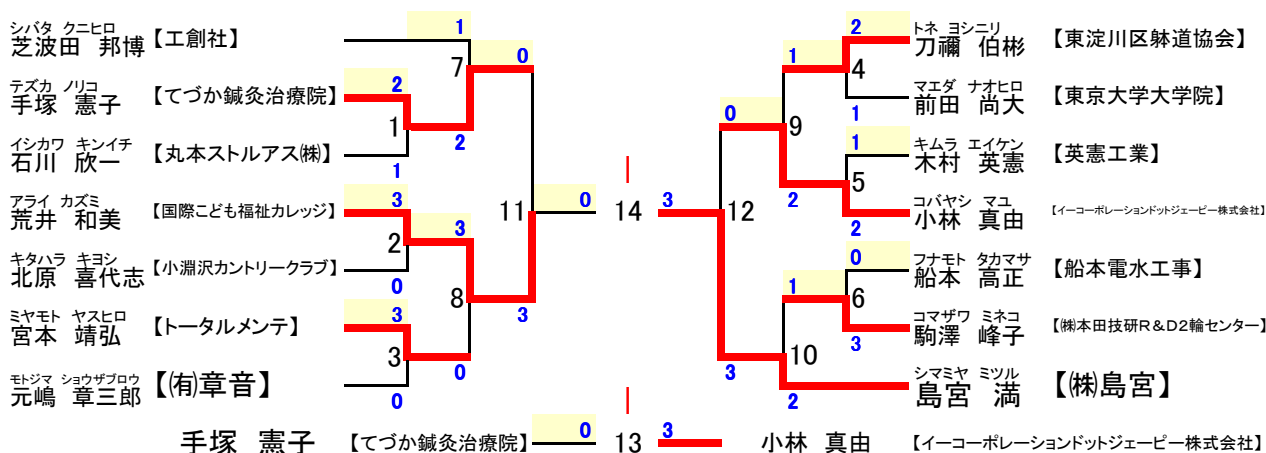 シバタ クニヒロ
芝波田 邦博 【工創社】
1
0
7
テズカ ノリコ
手塚 憲子 【てづか鍼灸治療院】
2
1
2
イシカワ キンイチ
石川 欣一 【丸本ストルアス㈱】
1
アライ カズミ
荒井 和美 【国際こども福祉カレッジ】
3
2
3
11
0
キタハラ キヨシ
北原 喜代志 【小淵沢カントリークラブ】
0
8
3
ミヤモト ヤスヒロ
宮本 靖弘 【トータルメンテ】
3
3
0
モトジマ ショウザブロウ
元嶋 章三郎 【㈲章音】
0
14
3
トネ ヨシニリ
2
刀禰 伯彬 【東淀川区躰道協会】
1
4
マエダ ナオヒロ
前田 尚大 【東京大学大学院】
1
0
9
キムラ エイケン
1
木村 英憲 【英憲工業】
5
2
コバヤシ マユ
小林 真由 【イーコーポレーションドットジェーピー株式会社】
2
12
フナモト タカマサ
0
船本 高正 【船本電水工事】
1
6
コマザワ ミネコ
駒澤 峰子 【㈱本田技研R&D2輪センター】
3
10
3
シマミヤ ミツル
島宮 満 【㈱島宮】
2
手塚 憲子 【てづか鍼灸治療院】 0 13 3 小林 真由 【イーコーポレーションドットジェーピー株式会社】